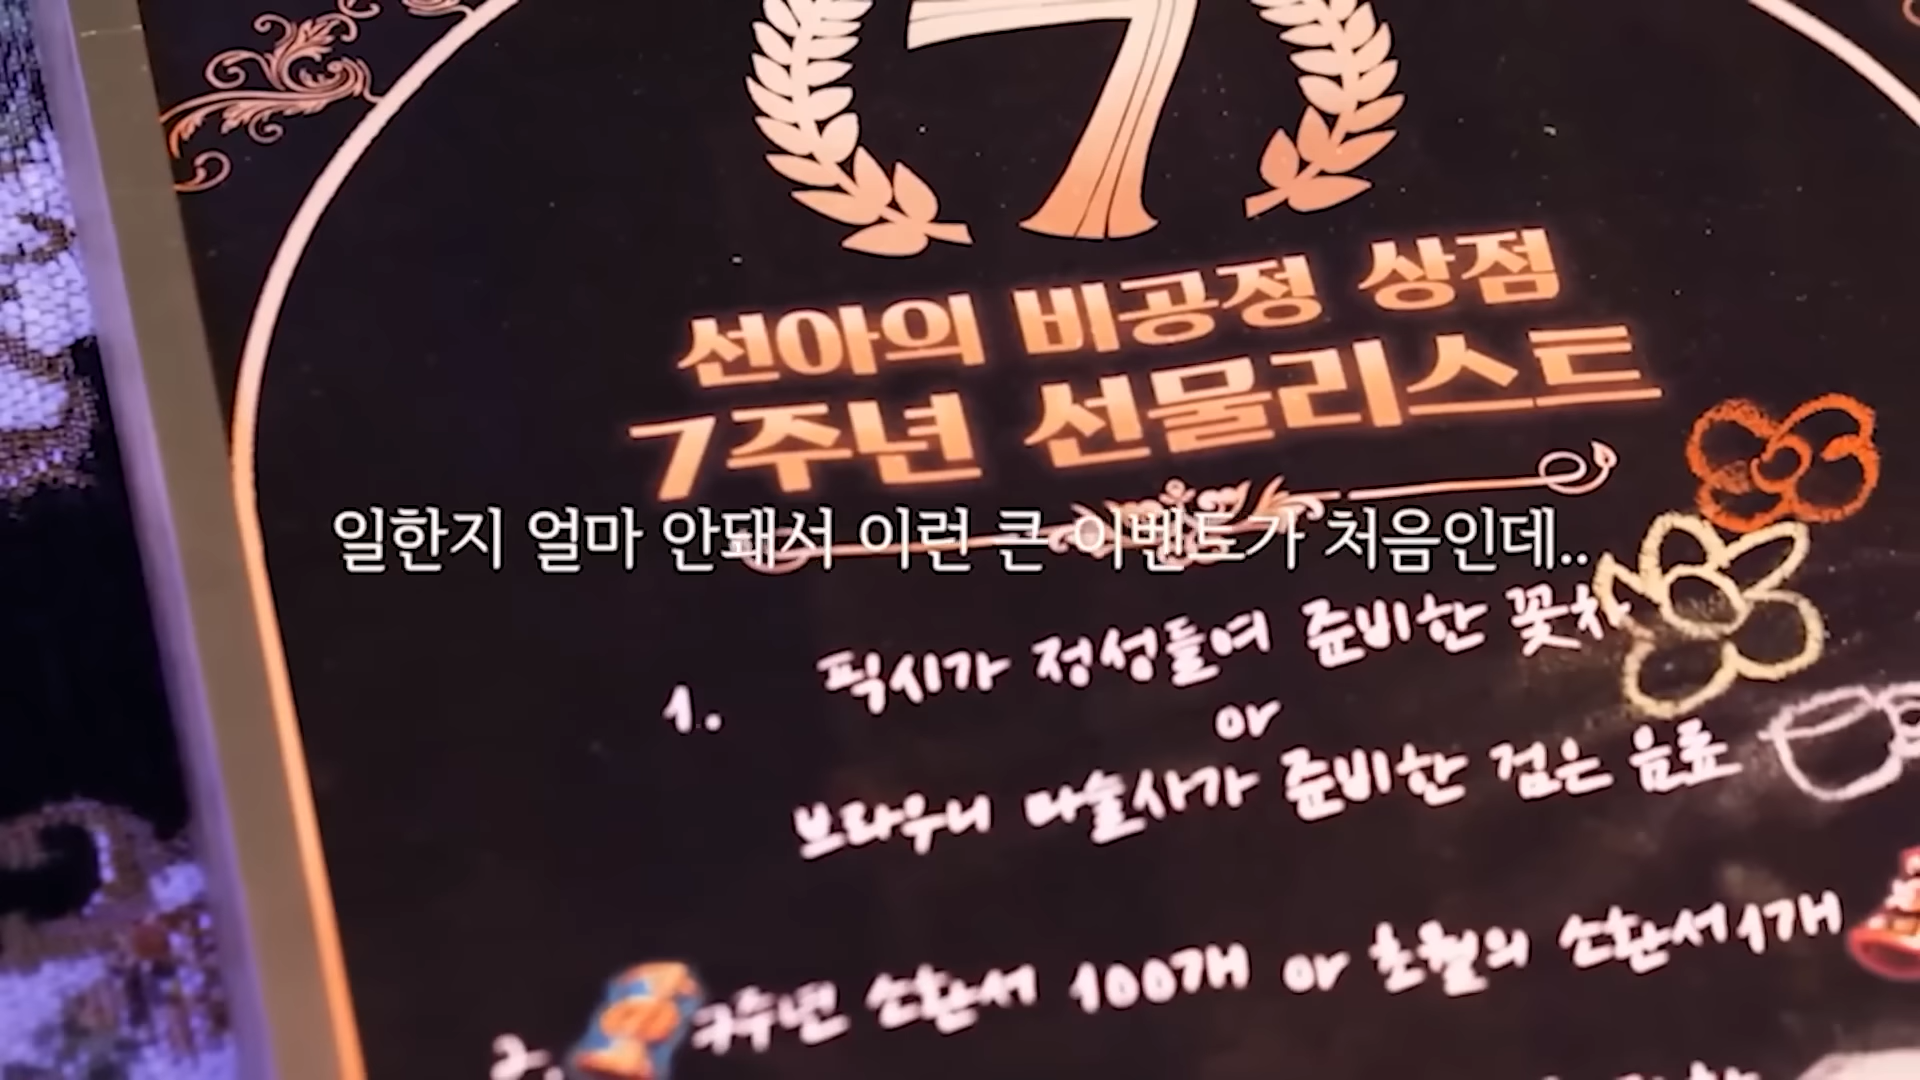 7
선아의 비공정 상점
7주년 선물리스트
일한지 얼마 안돼서 이런 큰 이벤트가 처음인데..
1. 픽시가 정성들여 준비한 꽃차
or
브라우니 마술사가 준비한 검은 음료
2. 7주년 소환서 100개 or 초월의 소환서 1개